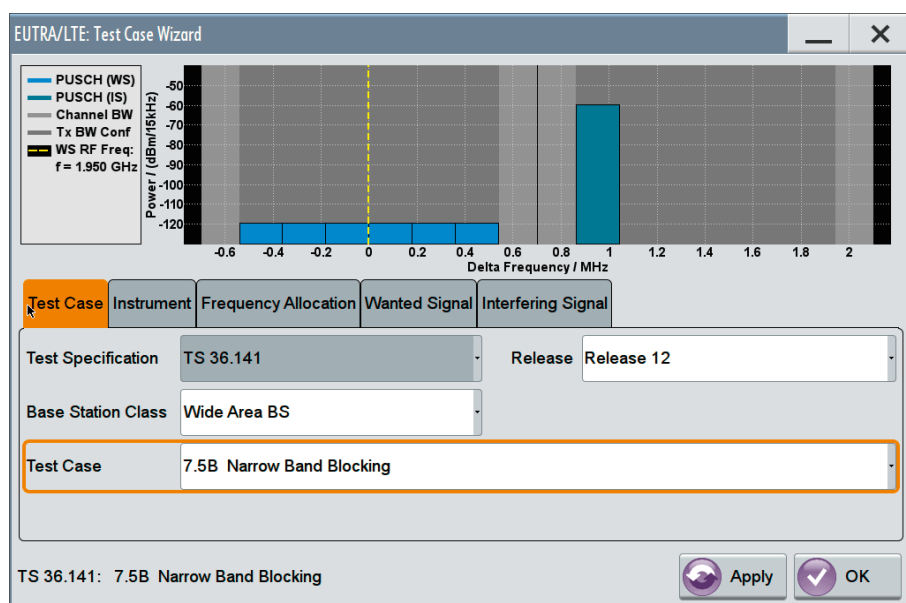 EUTRA/LTE: Test Case Wizard
PUSCH (WS)
PUSCH (IS)
Channel BW
Tx BW Conf
WS RF Freq:
f = 1.950 GHz
Power / (dBm/15kHz)
-50
-60
-70
-80
-90
-100
-110
-120
-0.6 -0.4 -0.2 0 0.2 0.4 0.6 0.8 1 1.2 1.4 1.6 1.8 2
Delta Frequency / MHz
Test Case Instrument Frequency Allocation Wanted Signal Interfering Signal
Test Specification TS 36.141 Release Release 12
Base Station Class Wide Area BS
Test Case 7.5B Narrow Band Blocking
TS 36.141: 7.5B Narrow Band Blocking
Apply OK